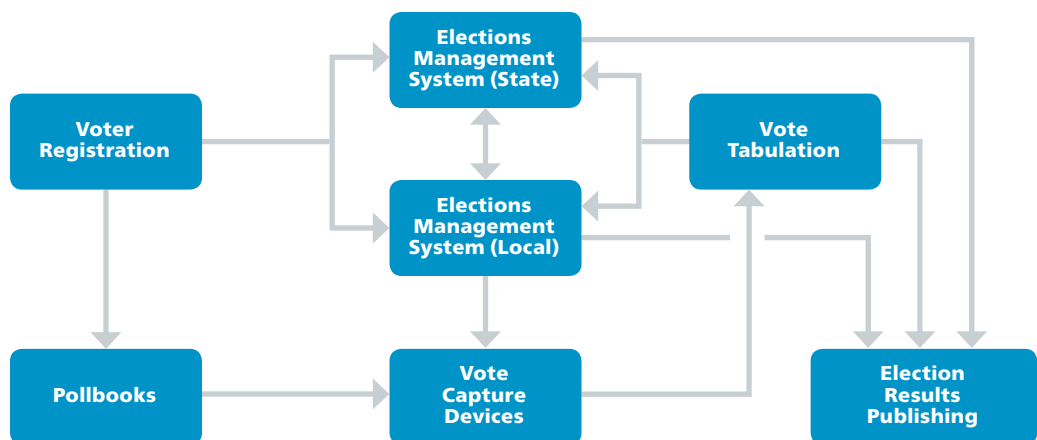 Elections
Management
System (State)
Voter
Registration
Vote
Tabulation
Elections
Management
System (Local)
Pollbooks
Vote
Capture
Devices
Election
Results
Publishing